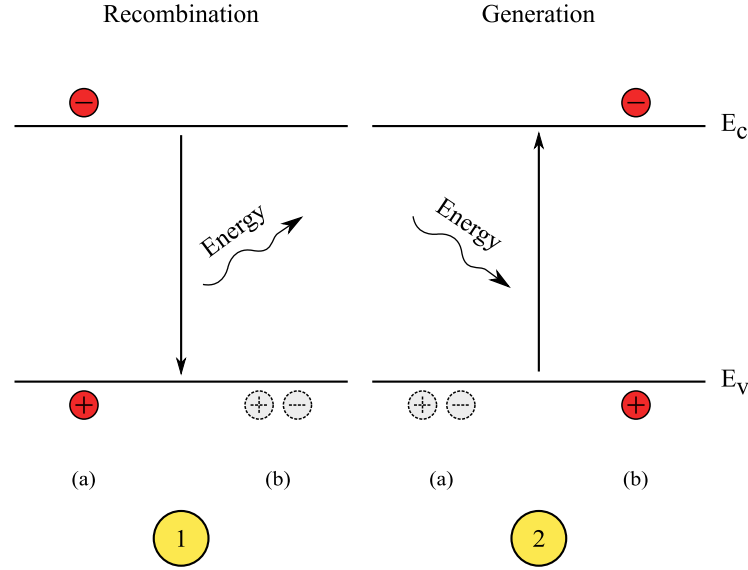 Recombination
Generation
Ec
Energy
Energy
Ev
(a)
(b)
(a)
(b)
1
2